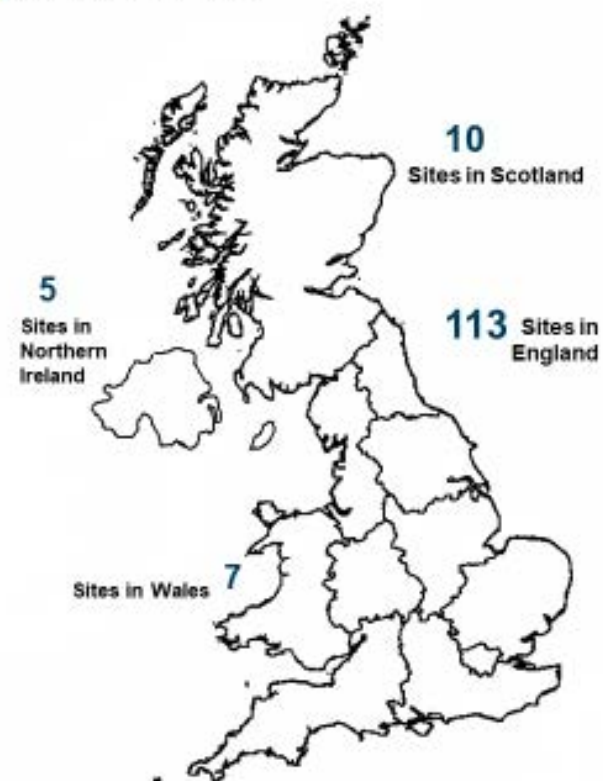 10
Sites in Scotland
5
Sites in
Northern
Ireland
113 Sites in
England
7
Sites in Wales